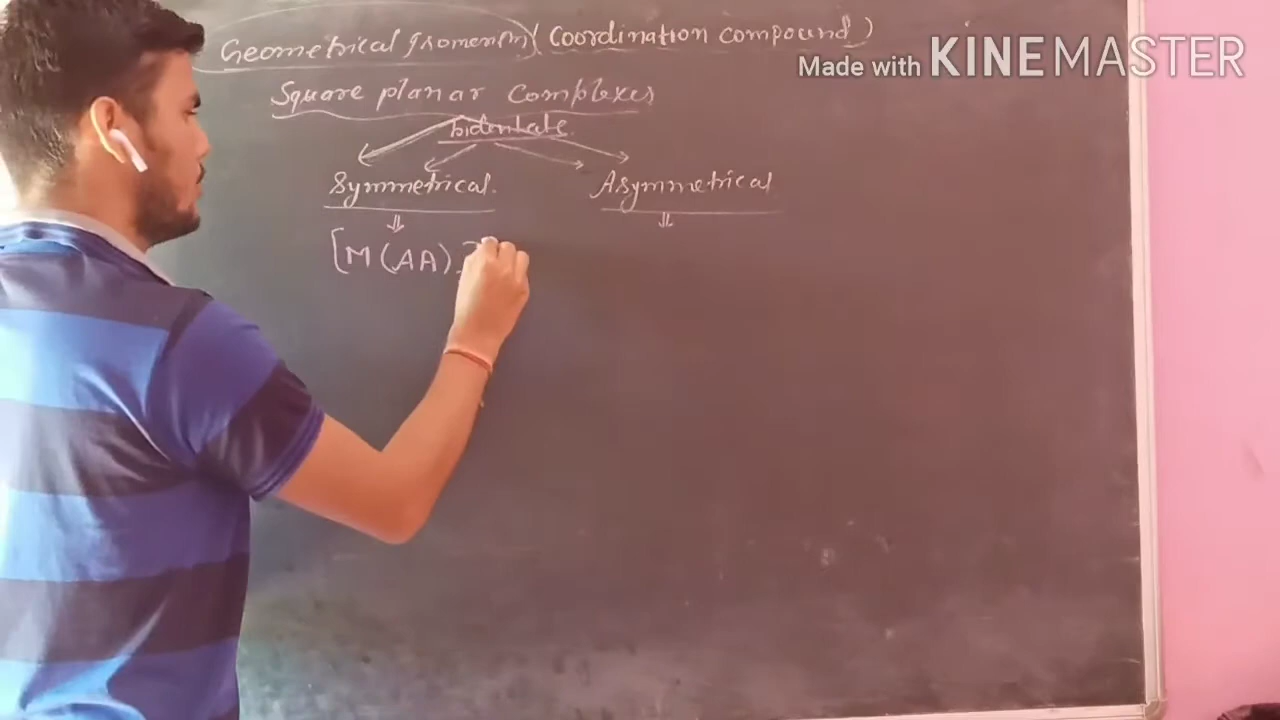 Geometrical isomerism (Coordination compound)
Made with KINEMASTER
Square planar Complexes
bidentate
Symmetrical. Asymmetrical
[M(AA)